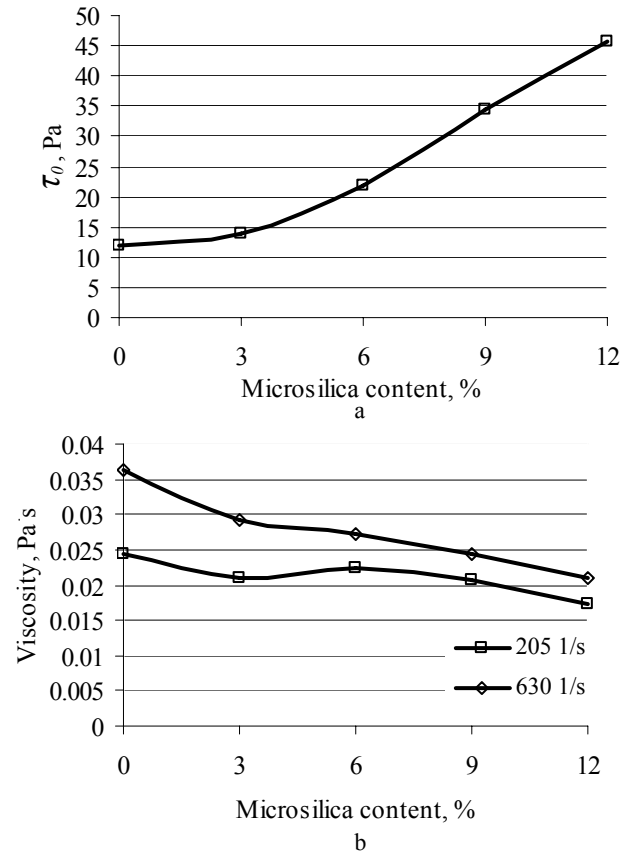 50
45
40
35
30
25
20
15
10
5
0
τ0, Pa
0 3 6 9 12
Microsilica content, %
a
0.04
0.035
0.03
0.025
0.02
0.015
0.01
0.005
0
Viscosity, Pa·s
205 1/s
630 1/s
0 3 6 9 12
Microsilica content, %
b